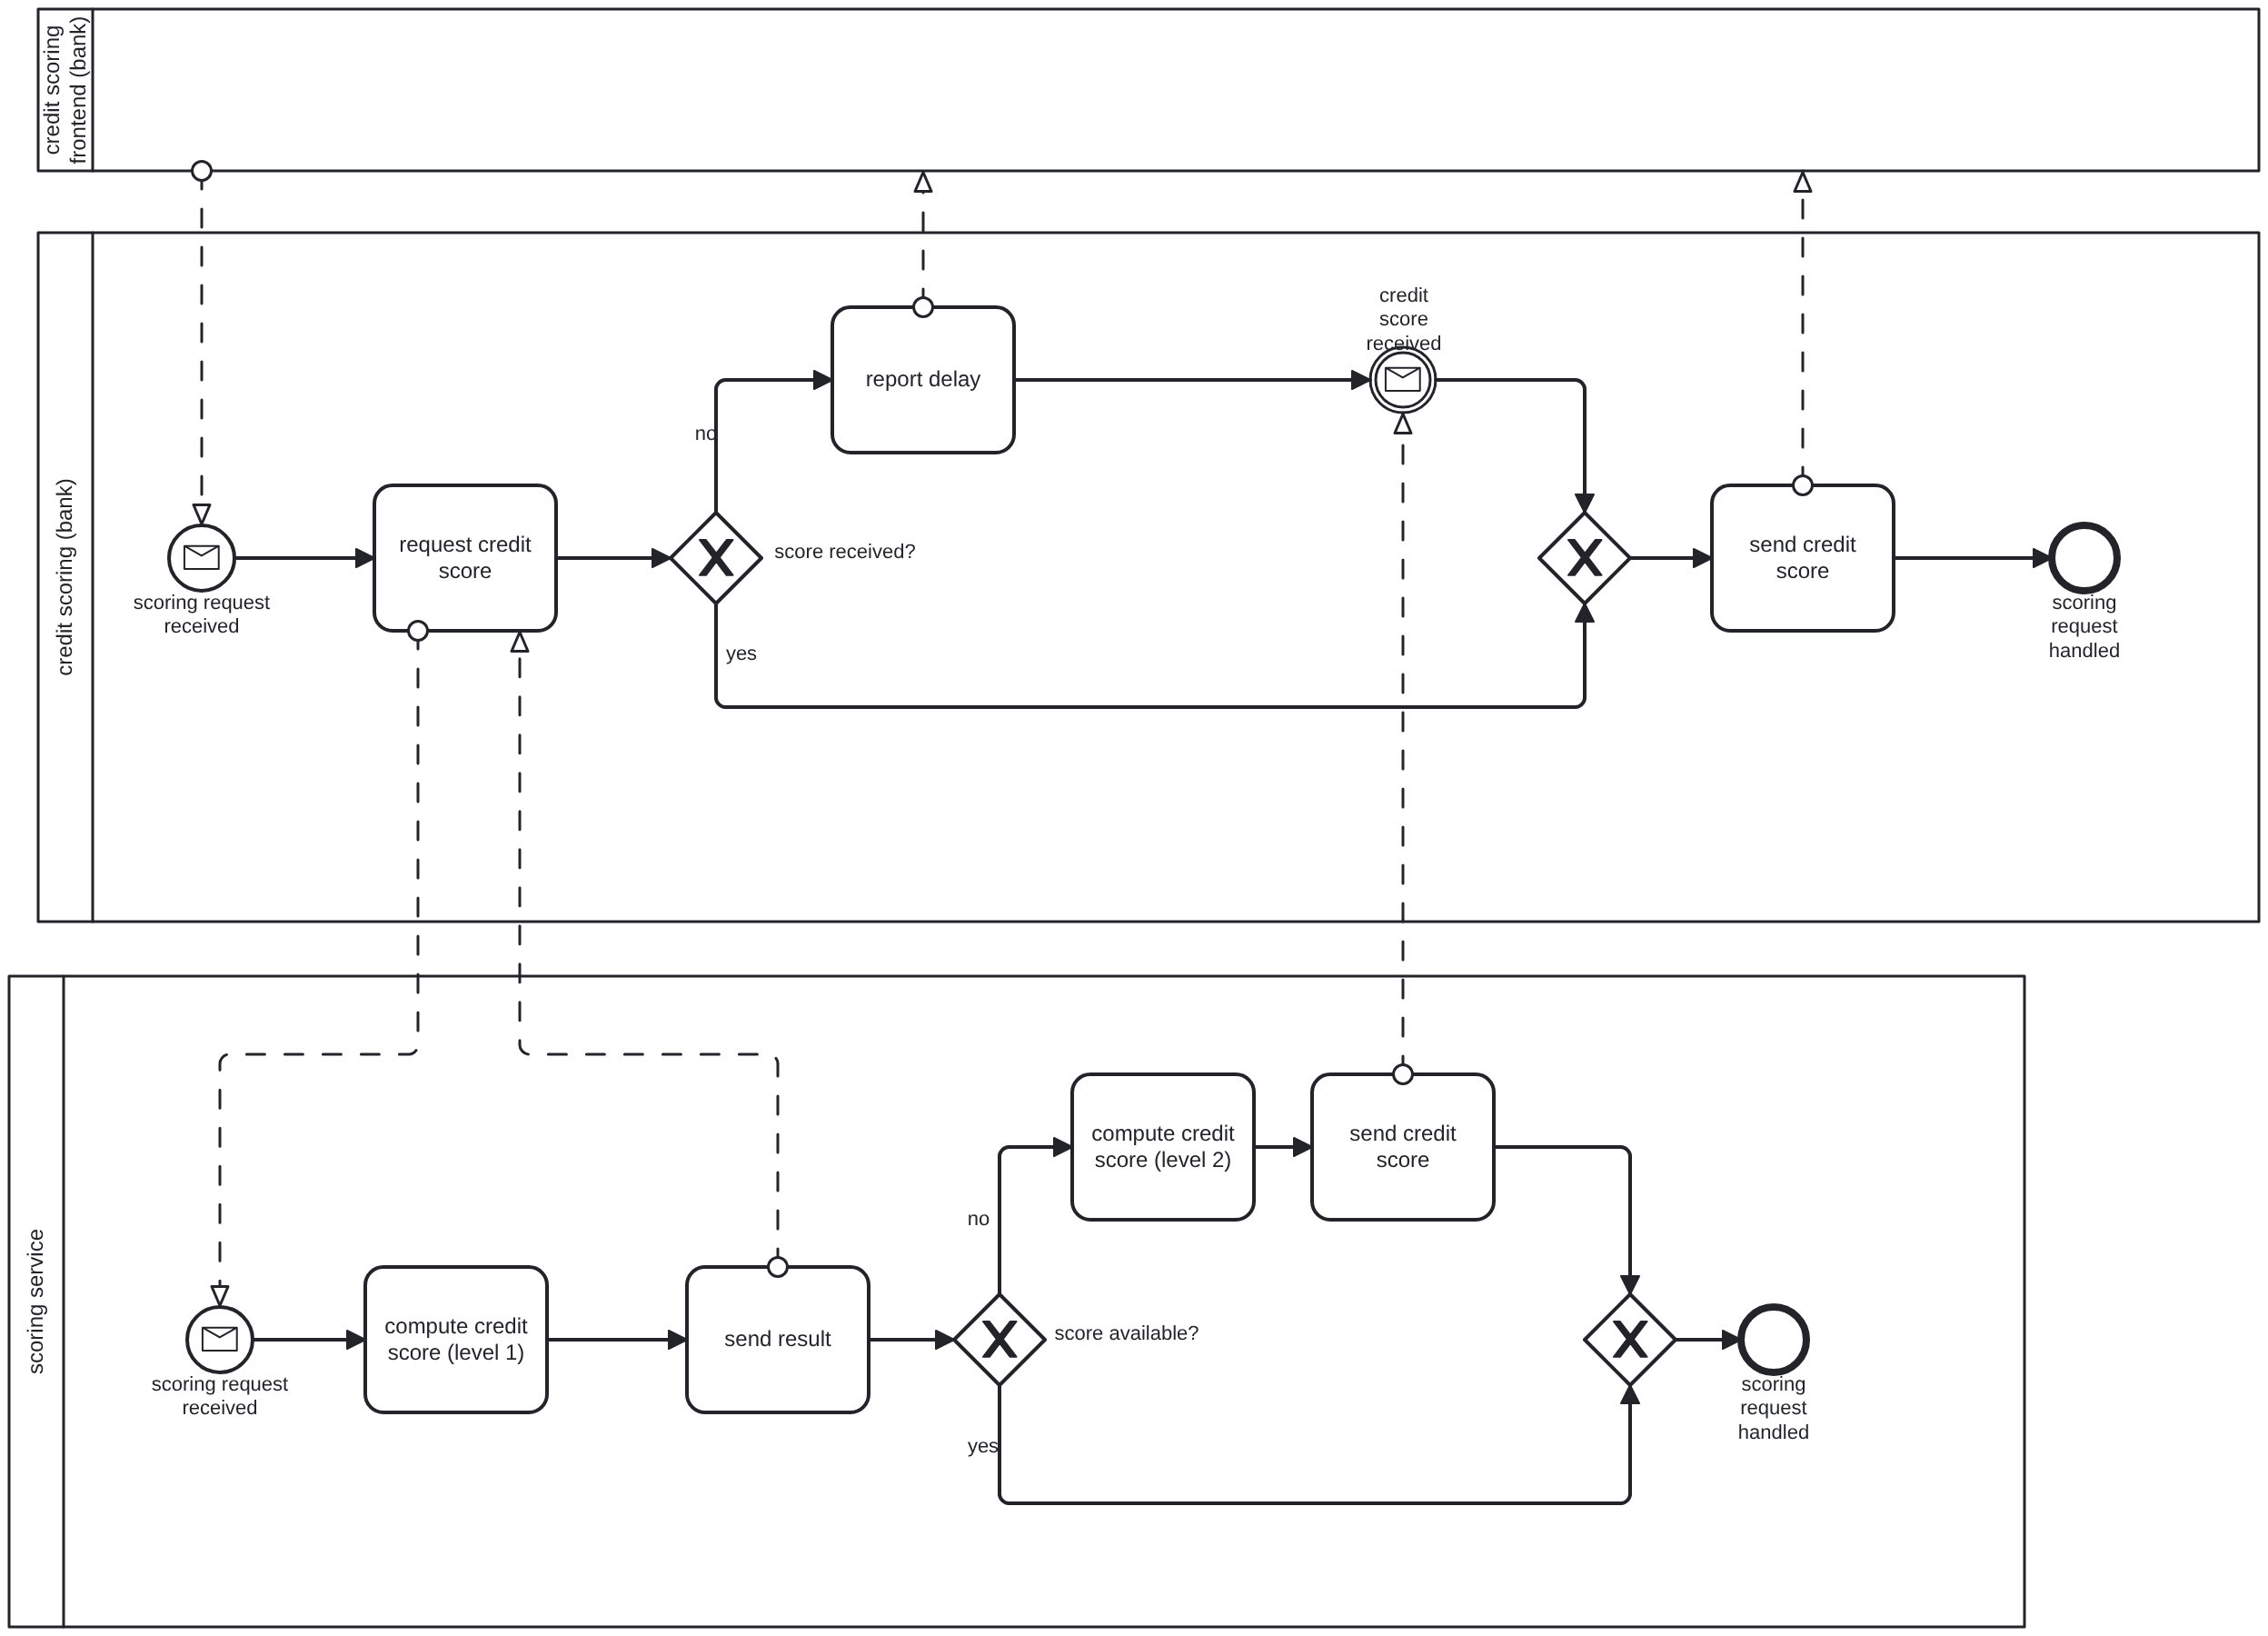 credit scoring
frontend (bank)
credit scoring (bank)
credit
score
received
report delay
no
request credit
score
score received?
send credit
score
scoring request
received
scoring
request
handled
yes
scoring service
compute credit
score (level 2)
send credit
score
no
compute credit
score (level 1)
send result
score available?
scoring request
received
scoring
request
handled
yes